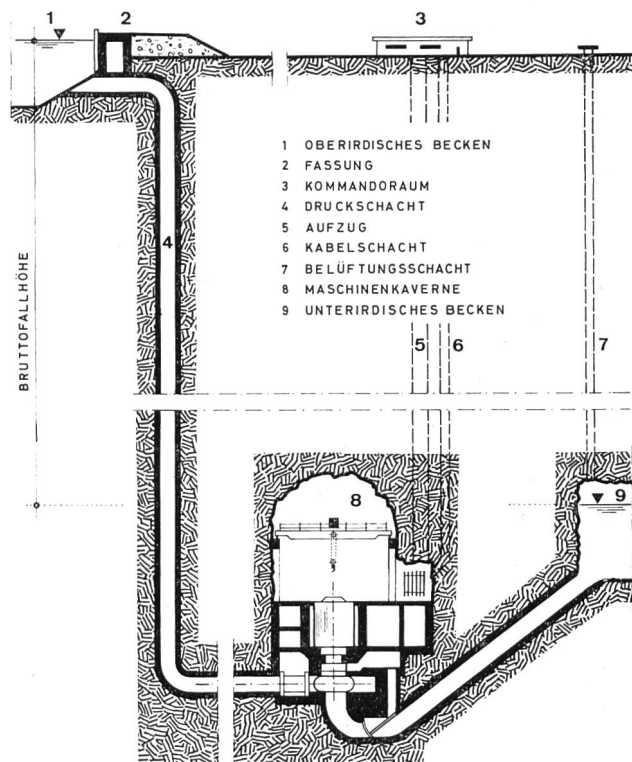 1 2 3
1 OBERIRDISCHES BECKEN
2 FASSUNG
3 KOMMANDORAUM
4 DRUCKSCHACHT
5 AUFZUG
6 KABELSCHACHT
7 BELÜFTUNGSSCHACHT
8 MASCHINENKAVERNE
9 UNTERIRDISCHES BECKEN
4
BRUTTOFALLHÖHE
5 6 7
8 9